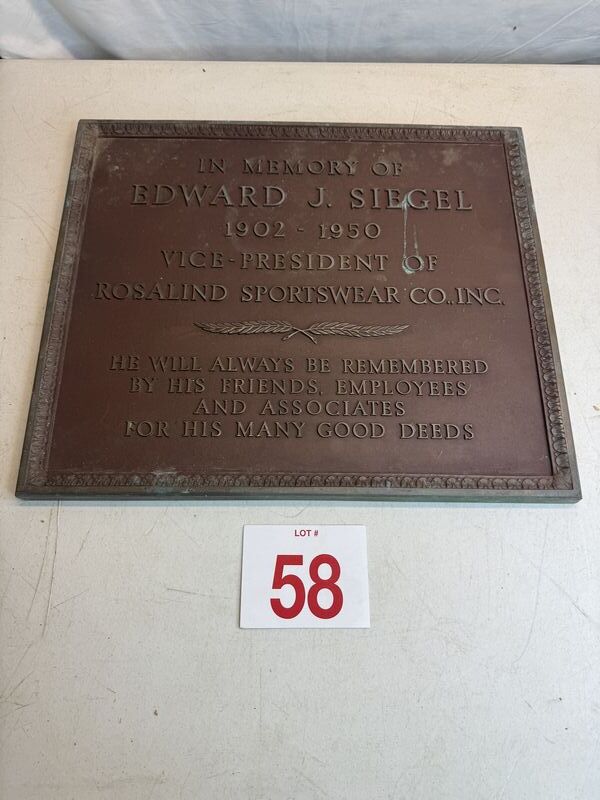 IN MEMORY OF
EDWARD J. SIEGEL
1902 - 1950
VICE-PRESIDENT OF
ROSALIND SPORTSWEAR CO., INC.
HE WILL ALWAYS BE REMEMBERED
BY HIS FRIENDS, EMPLOYEES
AND ASSOCIATES
FOR HIS MANY GOOD DEEDS
LOT #
58